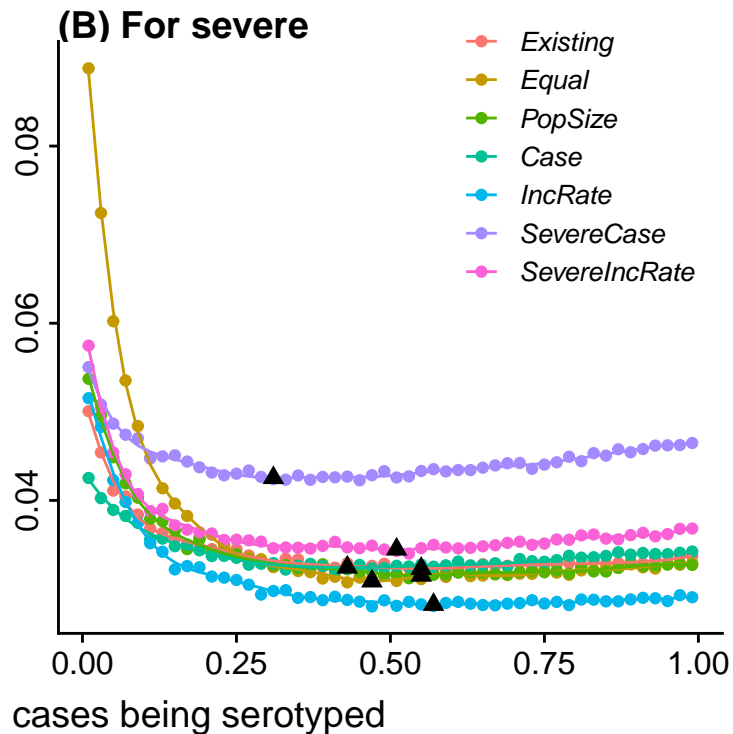 (B) For severe
Existing
Equal
PopSize
Case
IncRate
SevereCase
SevereIncRate
0.08
0.06
0.04
0.00 0.25 0.50 0.75 1.00
cases being serotyped